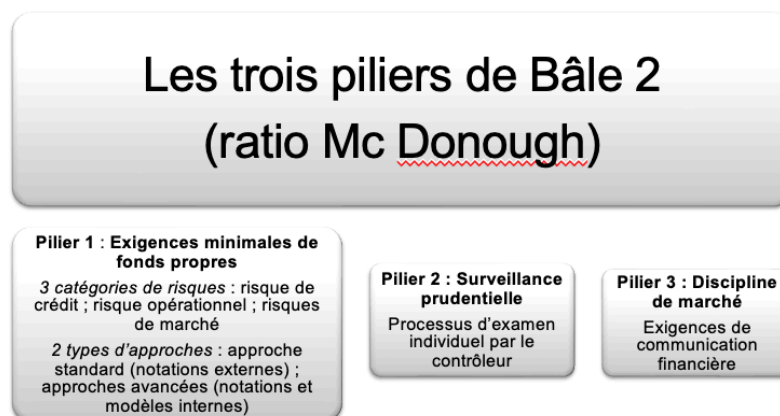 Les trois piliers de Bâle 2
(ratio Mc Donough)
Pilier 1 : Exigences minimales de
fonds propres
3 catégories de risques : risque de
crédit ; risque opérationnel ; risques
de marché
2 types d’approches : approche
standard (notations externes) ;
approches avancées (notations et
modèles internes)
Pilier 2 : Surveillance
prudentielle
Processus d’examen
individuel par le
contrôleur
Pilier 3 : Discipline
de marché
Exigences de
communication
financière